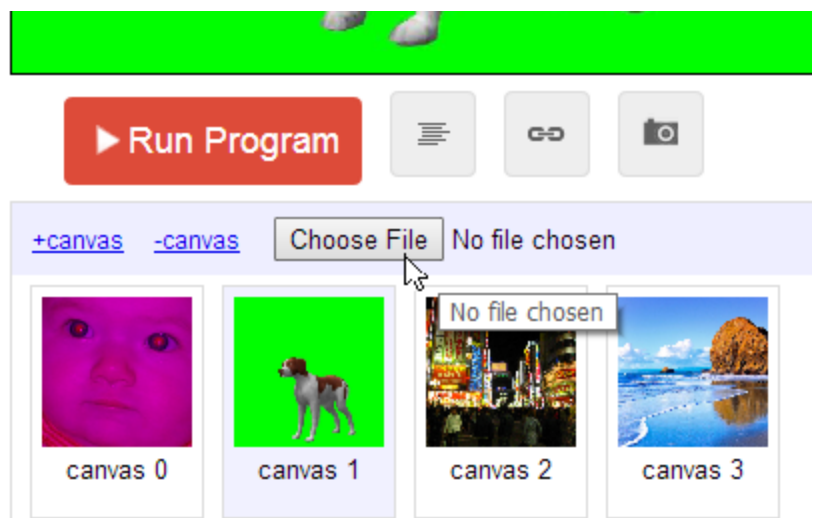 Run Program
+canvas -canvas Choose File No file chosen
No file chosen
canvas 0 canvas 1 canvas 2 canvas 3